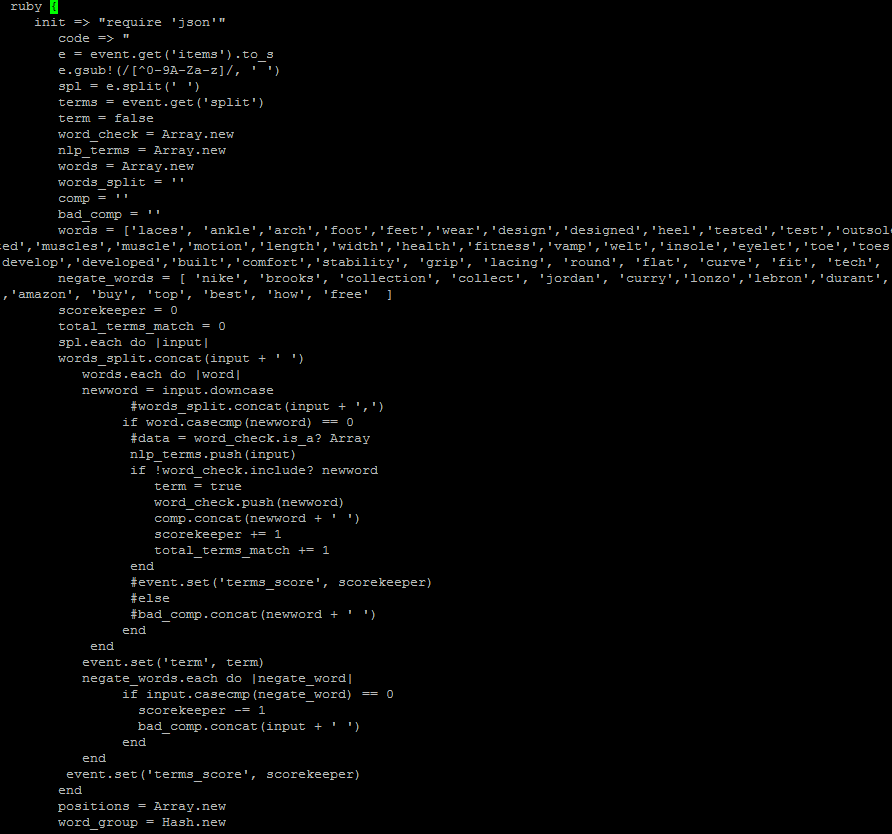 ruby {
init => "require 'json'"
code => "
e = event.get('items').to_s
e.gsub!(/[^0-9A-Za-z]/, ' ')
spl = e.split(' ')
terms = event.get('split')
term = false
word_check = Array.new
nlp_terms = Array.new
words = Array.new
words_split = ''
comp = ''
bad_comp = ''
words = ['laces', 'ankle','arch','foot','feet','wear','design','designed','heel','tested','test','outsole
ted','muscles','muscle','motion','length','width','health','fitness','vamp','welt','insole','eyelet','toe','toes
develop','developed','built','comfort','stability', 'grip', 'lacing', 'round', 'flat', 'curve', 'fit', 'tech',
negate_words = [ 'nike', 'brooks', 'collection', 'collect', 'jordan', 'curry','lonzo','lebron','durant',
,'amazon', 'buy', 'top', 'best', 'how', 'free'  ]
scorekeeper = 0
total_terms_match = 0
spl.each do |input|
words_split.concat(input + ' ')
words.each do |word|
newword = input.downcase
#words_split.concat(input + ',')
if word.casecmp(newword) == 0
#data = word_check.is_a? Array
nlp_terms.push(input)
if !word_check.include? newword
term = true
word_check.push(newword)
comp.concat(newword + ' ')
scorekeeper += 1
total_terms_match += 1
end
#event.set('terms_score', scorekeeper)
#else
#bad_comp.concat(newword + ' ')
end
end
event.set('term', term)
negate_words.each do |negate_word|
if input.casecmp(negate_word) == 0
scorekeeper -= 1
bad_comp.concat(input + ' ')
end
end
event.set('terms_score', scorekeeper)
end
positions = Array.new
word_group = Hash.new